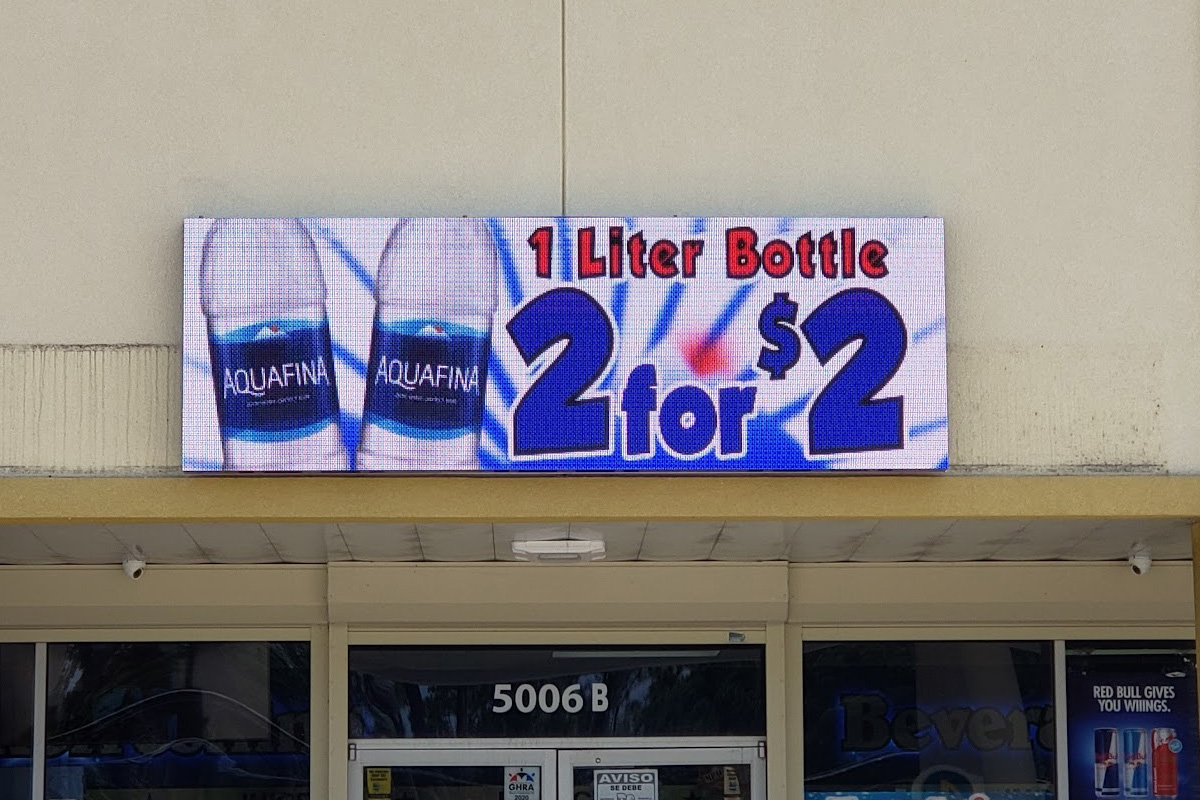 1 Liter Bottle
2 for $2
AQUAFINA
AQUAFINA
5006 B
RED BULL GIVES
YOU WIIINGS.
GHRA
2020
AVISO
SE DEBE